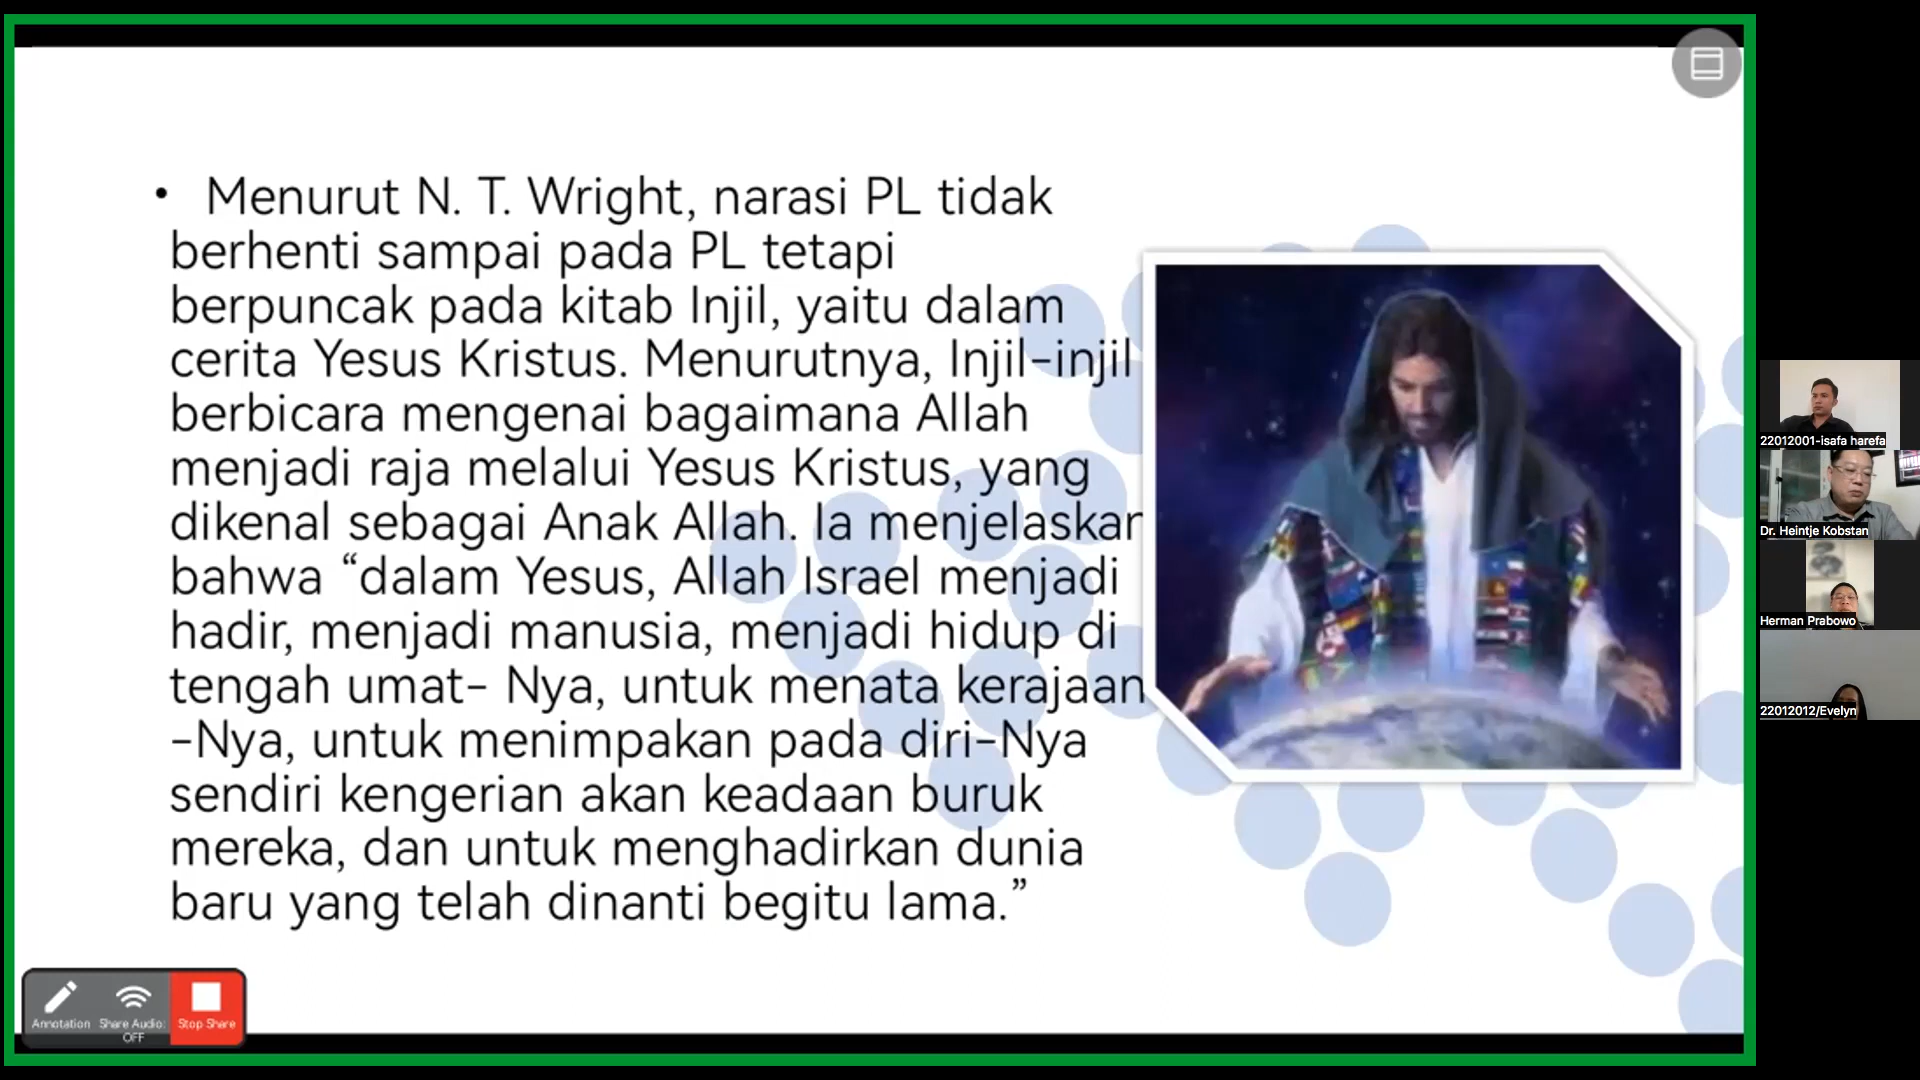 • Menurut N. T. Wright, narasi PL tidak
berhenti sampai pada PL tetapi
berpuncak pada kitab Injil, yaitu dalam
cerita Yesus Kristus. Menurutnya, Injil-injil
berbicara mengenai bagaimana Allah
menjadi raja melalui Yesus Kristus, yang
dikenal sebagai Anak Allah. Ia menjelaskan
bahwa “dalam Yesus, Allah Israel menjadi
hadir, menjadi manusia, menjadi hidup di
tengah umat- Nya, untuk menata kerajaan
-Nya, untuk menimpakan pada diri-Nya
sendiri kengerian akan keadaan buruk
mereka, dan untuk menghadirkan dunia
baru yang telah dinanti begitu lama.”
Annotation
Share Audio:
OFF
Stop Share
22012001-isafa harefa
Dr. Heintje Kobstan
Herman Prabowo
22012012/Evelyn